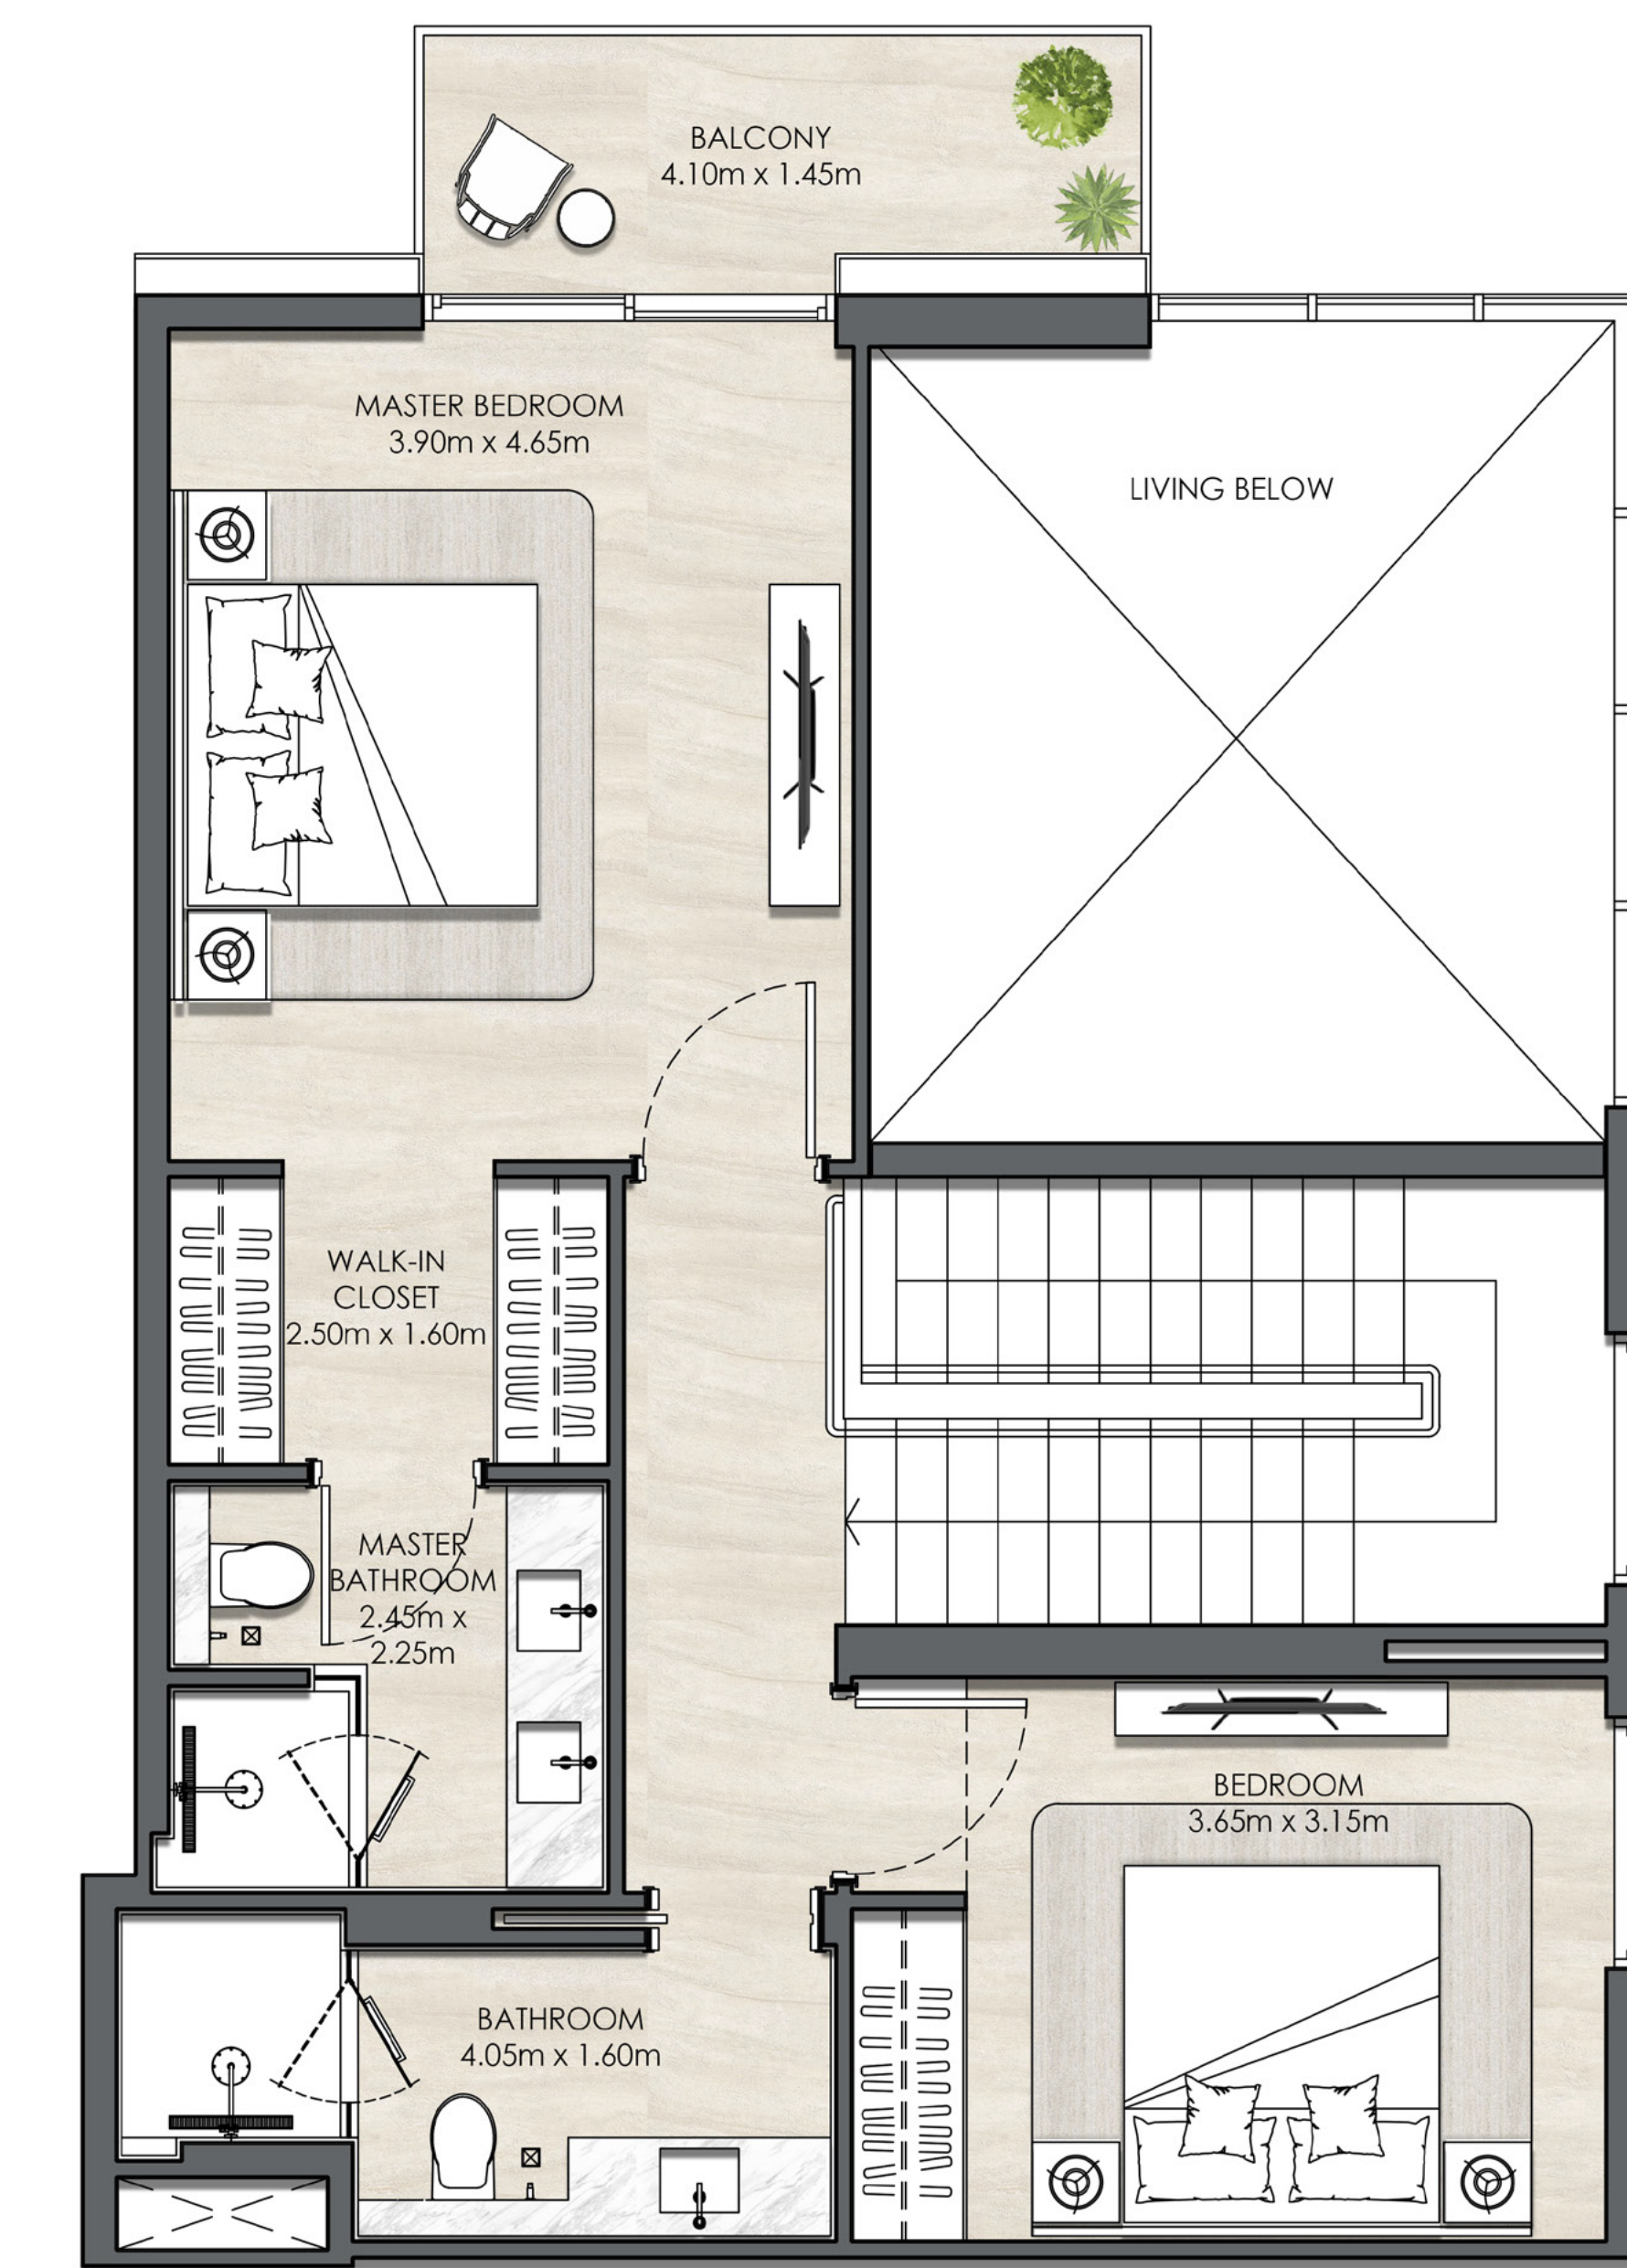 BALCONY
4.10m x 1.45m
MASTER BEDROOM
3.90m x 4.65m
LIVING BELOW
WALK-IN
CLOSET
2.50m x 1.60m
MASTER
BATHROOM
2.45m x
2.25m
BEDROOM
3.65m x 3.15m
BATHROOM
4.05m x 1.60m